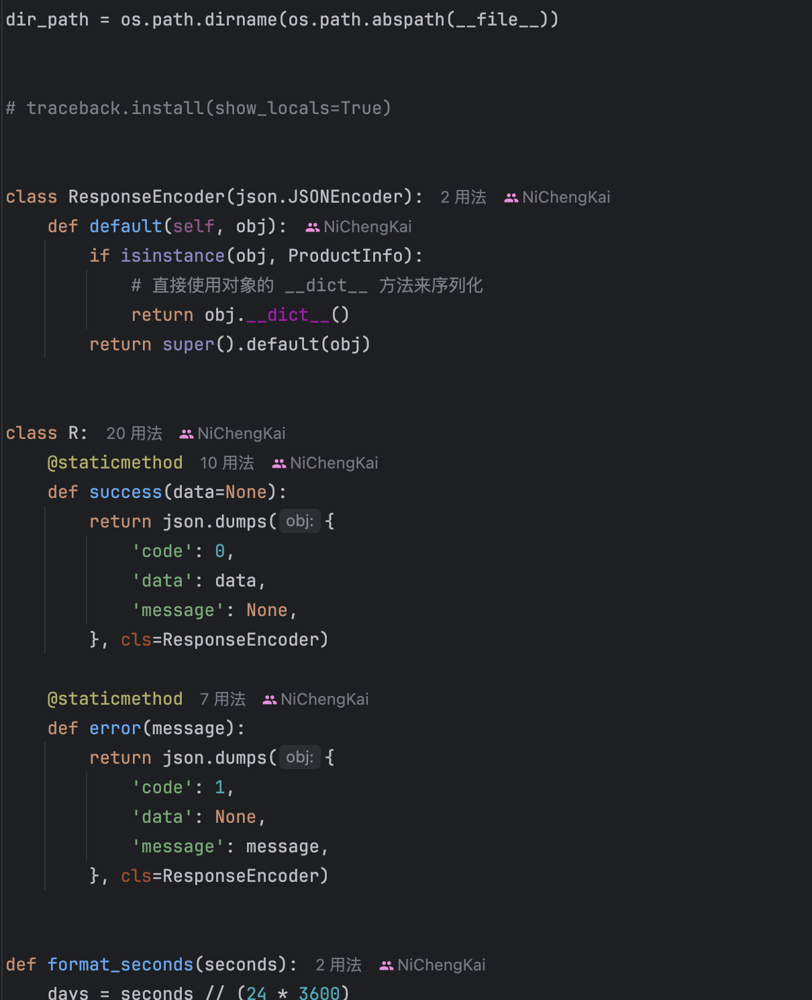 dir_path = os.path.dirname(os.path.abspath(__file__))
# traceback.install(show_locals=True)
class ResponseEncoder(json.JSONEncoder): 2 用法 NiChengKai
def default(self, obj): NiChengKai
if isinstance(obj, ProductInfo):
# 直接使用对象的 __dict__ 方法来序列化
return obj.__dict__()
return super().default(obj)
class R: 20 用法 NiChengKai
@staticmethod 10 用法 NiChengKai
def success(data=None):
return json.dumps( obj: {
'code': 0,
'data': data,
'message': None,
}, cls=ResponseEncoder)
@staticmethod 7 用法 NiChengKai
def error(message):
return json.dumps( obj: {
'code': 1,
'data': None,
'message': message,
}, cls=ResponseEncoder)
def format_seconds(seconds): 2 用法 NiChengKai
days = seconds // (24 * 3600)